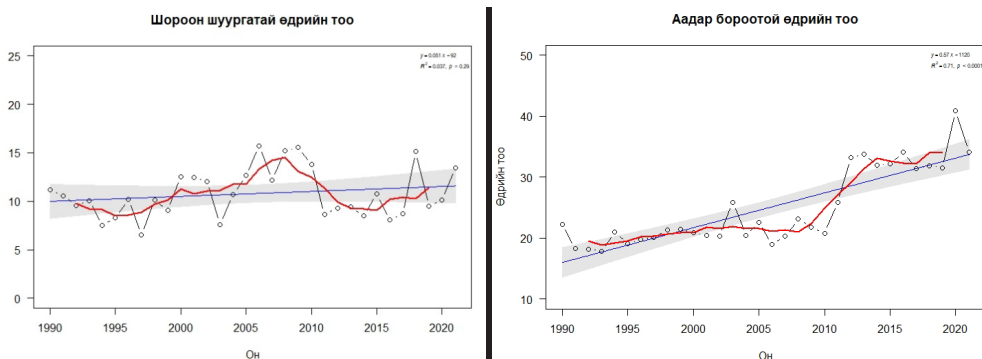 Шороон шуургатай өдрийн тоо
y = 0.051 x − 92
R² = 0.037, p = 0.29
25
20
15
10
5
0
1990 1995 2000 2005 2010 2015 2020
Он
Аадар бороотой өдрийн тоо
y = 0.57 x − 1120
R² = 0.71, p < 0.0001
Өдрийн тоо
50
40
30
20
10
1990 1995 2000 2005 2010 2015 2020
Он